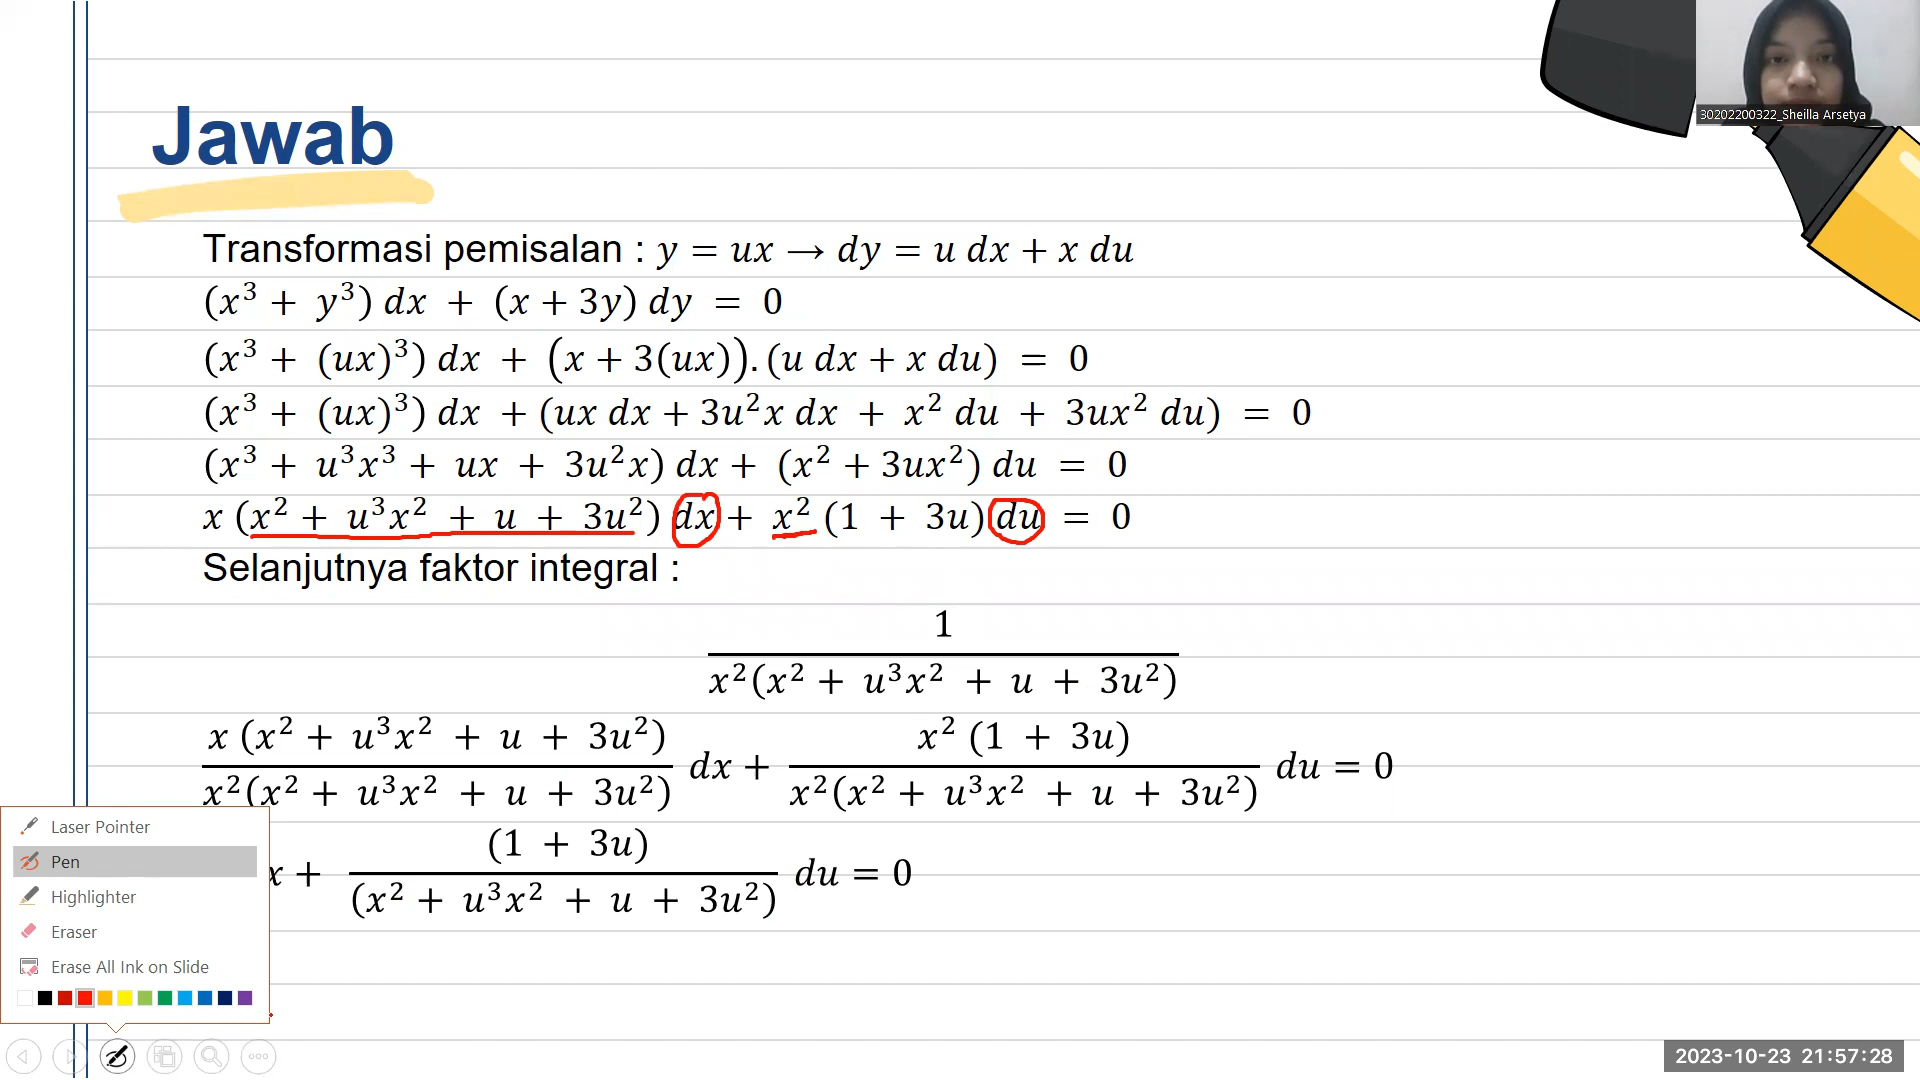 30202200322_Sheilla Arsetya
Jawab
Transformasi pemisalan : y = ux → dy = u dx + x du
(x³ + y³) dx + (x + 3y) dy = 0
(x³ + (ux)³) dx + (x + 3(ux)).(u dx + x du) = 0
(x³ + (ux)³) dx + (ux dx + 3u²x dx + x² du + 3ux² du) = 0
(x³ + u³x³ + ux + 3u²x) dx + (x² + 3ux²) du = 0
x (x² + u³x² + u + 3u²) dx + x² (1 + 3u) du = 0
Selanjutnya faktor integral :
1
x²(x² + u³x² + u + 3u²)
x (x² + u³x² + u + 3u²) x² (1 + 3u)
dx + du = 0
x²(x² + u³x² + u + 3u²) x²(x² + u³x² + u + 3u²)
(1 + 3u)
x + du = 0
(x² + u³x² + u + 3u²)
Laser Pointer
Pen
Highlighter
Eraser
Erase All Ink on Slide
2023-10-23 21:57:28